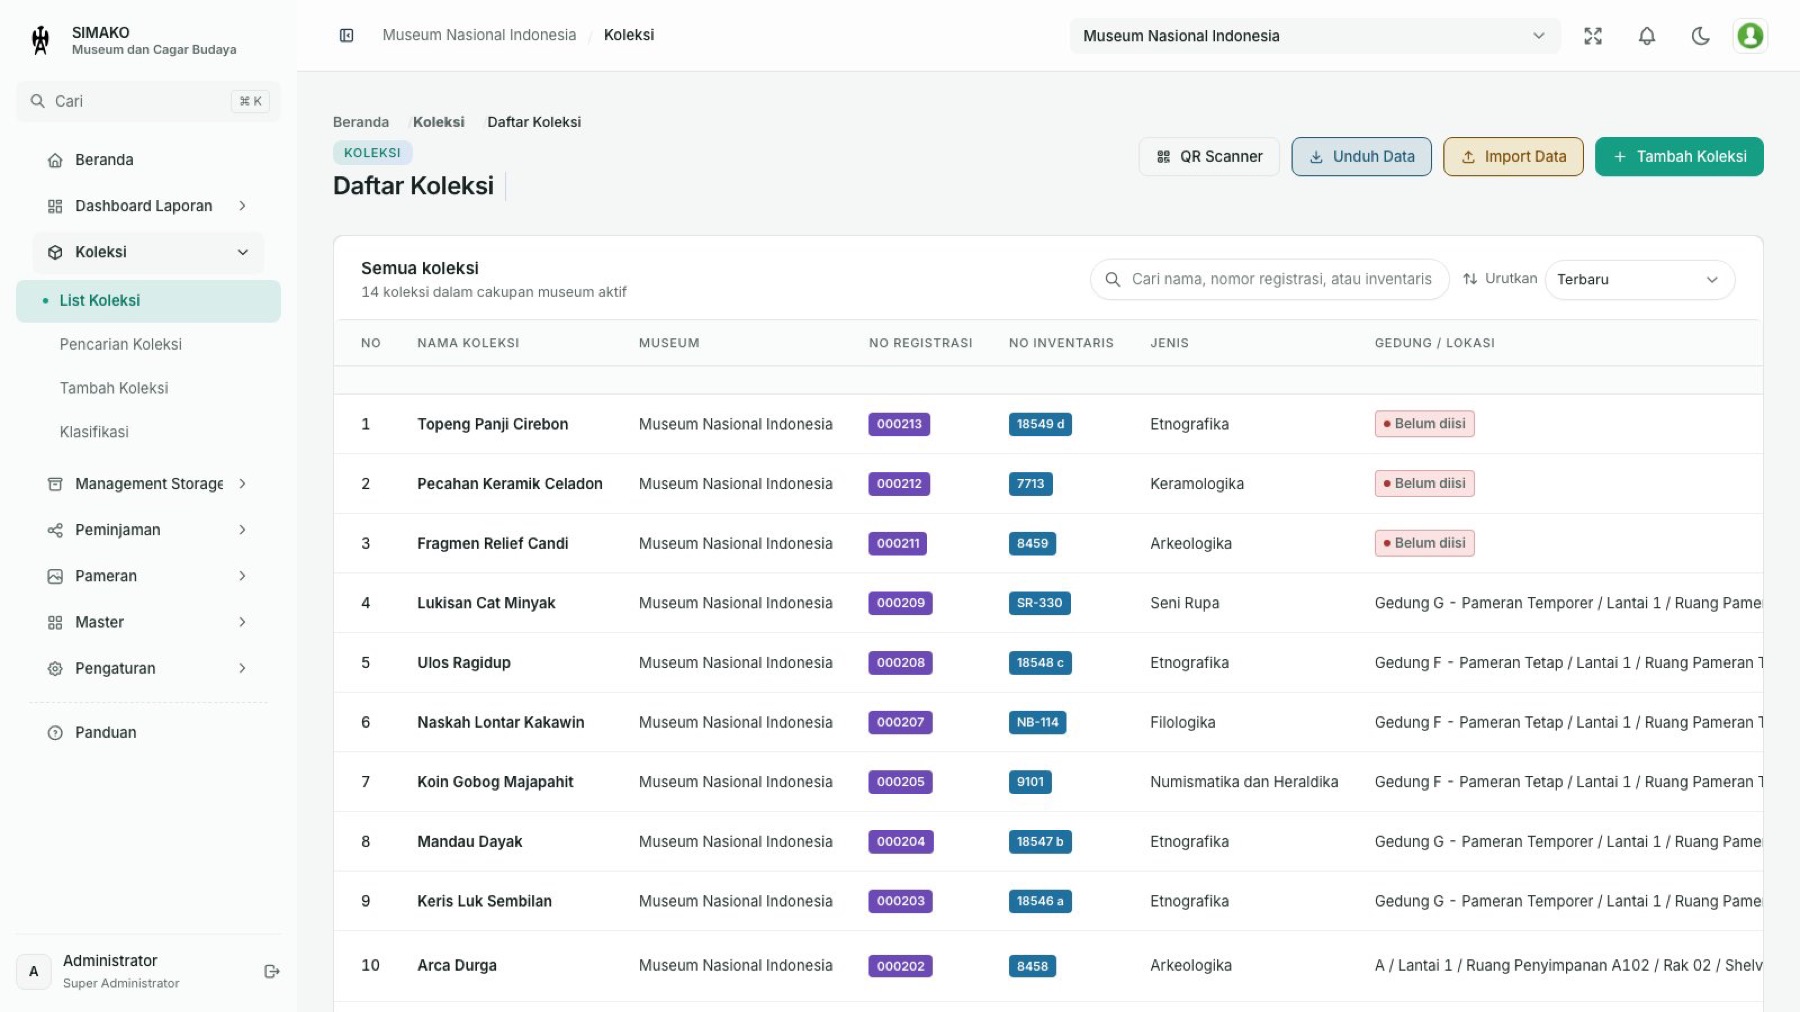 SIMAKO
Museum dan Cagar Budaya
Cari ⌘ K
Beranda
Dashboard Laporan
Koleksi
List Koleksi
Pencarian Koleksi
Tambah Koleksi
Klasifikasi
Management Storage
Peminjaman
Pameran
Master
Pengaturan
Panduan
A
Administrator
Super Administrator
Museum Nasional Indonesia / Koleksi
Museum Nasional Indonesia
Beranda / Koleksi / Daftar Koleksi
KOLEKSI
Daftar Koleksi
QR Scanner
Unduh Data
Import Data
+ Tambah Koleksi
Semua koleksi
14 koleksi dalam cakupan museum aktif
Cari nama, nomor registrasi, atau inventaris
Urutkan
Terbaru
NO NAMA KOLEKSI MUSEUM NO REGISTRASI NO INVENTARIS JENIS GEDUNG / LOKASI
1 Topeng Panji Cirebon Museum Nasional Indonesia 000213 18549 d Etnografika Belum diisi
2 Pecahan Keramik Celadon Museum Nasional Indonesia 000212 7713 Keramologika Belum diisi
3 Fragmen Relief Candi Museum Nasional Indonesia 000211 8459 Arkeologika Belum diisi
4 Lukisan Cat Minyak Museum Nasional Indonesia 000209 SR-330 Seni Rupa Gedung G - Pameran Temporer / Lantai 1 / Ruang Pame
5 Ulos Ragidup Museum Nasional Indonesia 000208 18548 c Etnografika Gedung F - Pameran Tetap / Lantai 1 / Ruang Pameran T
6 Naskah Lontar Kakawin Museum Nasional Indonesia 000207 NB-114 Filologika Gedung F - Pameran Tetap / Lantai 1 / Ruang Pameran T
7 Koin Gobog Majapahit Museum Nasional Indonesia 000205 9101 Numismatika dan Heraldika Gedung F - Pameran Tetap / Lantai 1 / Ruang Pameran T
8 Mandau Dayak Museum Nasional Indonesia 000204 18547 b Etnografika Gedung G - Pameran Temporer / Lantai 1 / Ruang Pame
9 Keris Luk Sembilan Museum Nasional Indonesia 000203 18546 a Etnografika Gedung G - Pameran Temporer / Lantai 1 / Ruang Pame
10 Arca Durga Museum Nasional Indonesia 000202 8458 Arkeologika A / Lantai 1 / Ruang Penyimpanan A102 / Rak 02 / Shelv